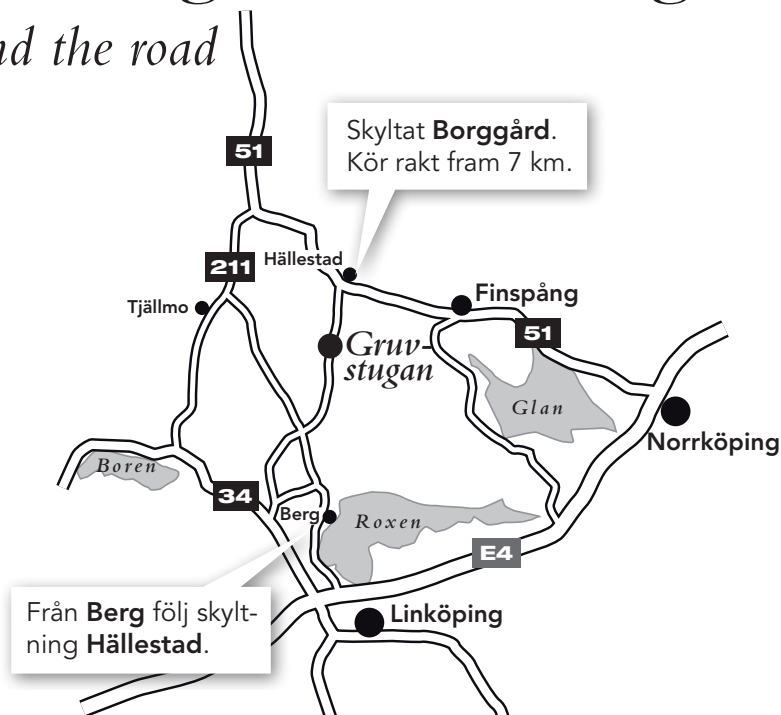 nd the road
51
Skyltat Borggård.
Kör rakt fram 7 km.
211
Hällestad
Tjällmo
Finspång
51
Gruv-
stugan
Glan
Norrköping
Boren
34
Berg
Roxen
E4
Från Berg följ skylt-
ning Hällestad.
Linköping